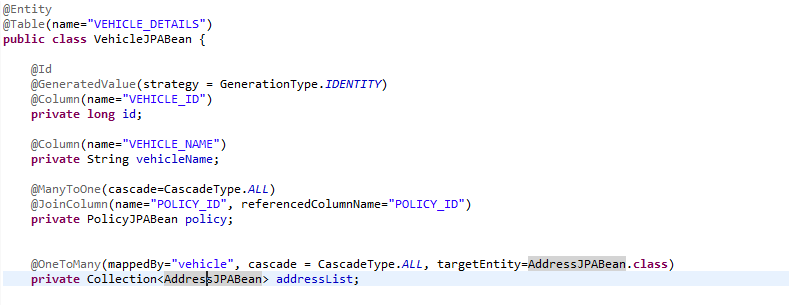 @Entity
@Table(name="VEHICLE_DETAILS")
public class VehicleJPABean {
@Id
@GeneratedValue(strategy = GenerationType.IDENTITY)
@Column(name="VEHICLE_ID")
private long id;
@Column(name="VEHICLE_NAME")
private String vehicleName;
@ManyToOne(cascade=CascadeType.ALL)
@JoinColumn(name="POLICY_ID", referencedColumnName="POLICY_ID")
private PolicyJPABean policy;
@OneToMany(mappedBy="vehicle", cascade = CascadeType.ALL, targetEntity=AddressJPABean.class)
private Collection<AddressJPABean> addressList;